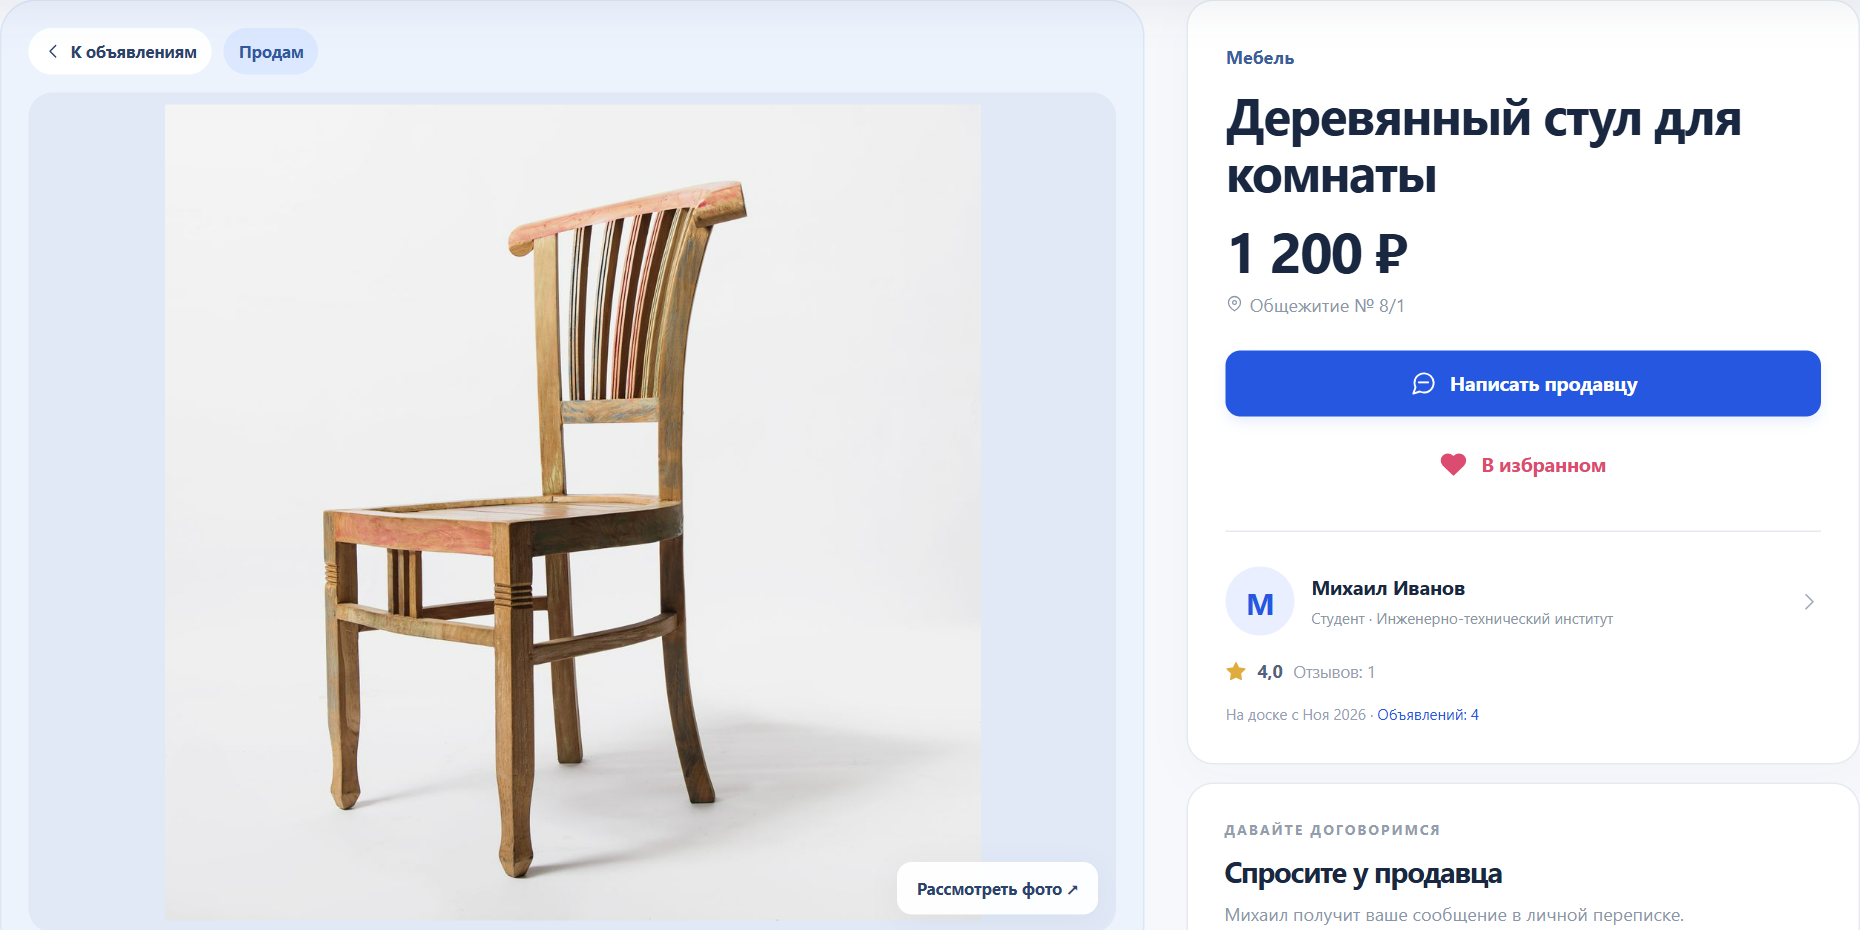 К объявлениям
Продам
Рассмотреть фото ↗
Мебель
Деревянный стул для
комнаты
1 200 ₽
Общежитие № 8/1
Написать продавцу
В избранном
М
Михаил Иванов
Студент · Инженерно-технический институт
4,0 Отзывов: 1
На доске с Ноя 2026 · Объявлений: 4
ДАВАЙТЕ ДОГОВОРИМСЯ
Спросите у продавца
Михаил получит ваше сообщение в личной переписке.